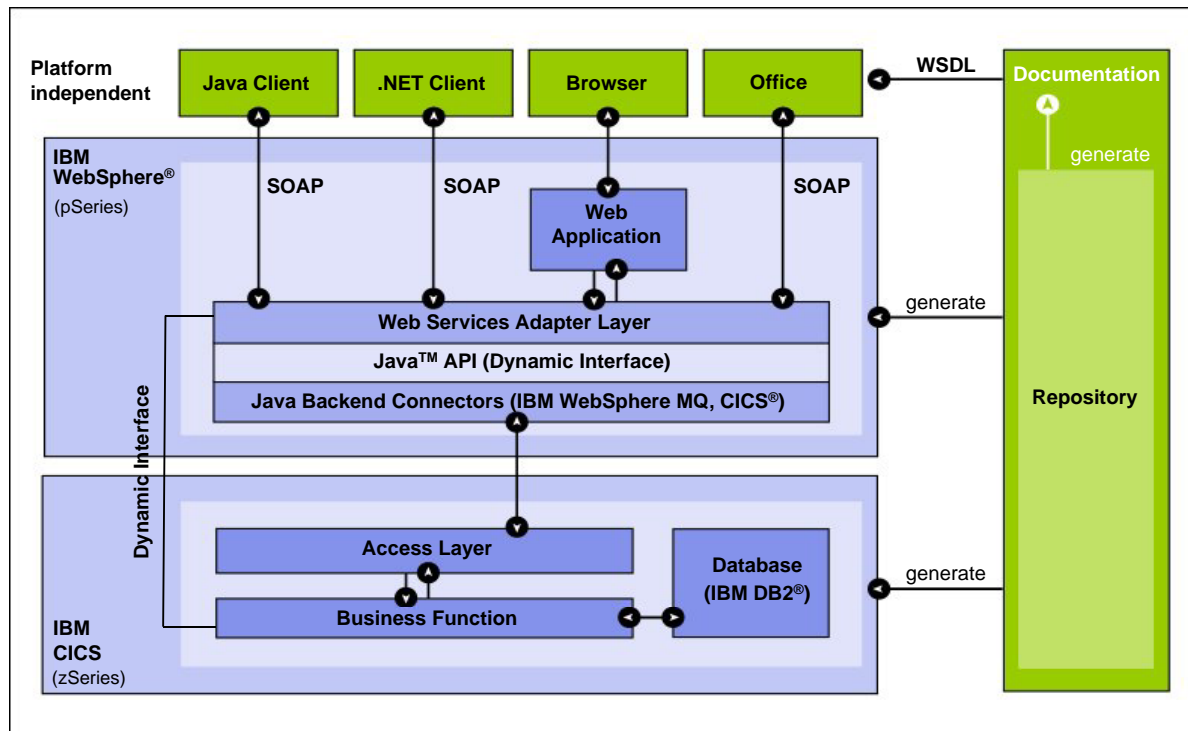 Platform
independent
Java Client
.NET Client
Browser
Office
WSDL
Documentation
generate
IBM
WebSphere®
(pSeries)
SOAP
SOAP
SOAP
Web
Application
Web Services Adapter Layer
Java™ API (Dynamic Interface)
Java Backend Connectors (IBM WebSphere MQ, CICS®)
generate
Repository
Dynamic Interface
Access Layer
Business Function
Database
(IBM DB2®)
generate
IBM
CICS
(zSeries)